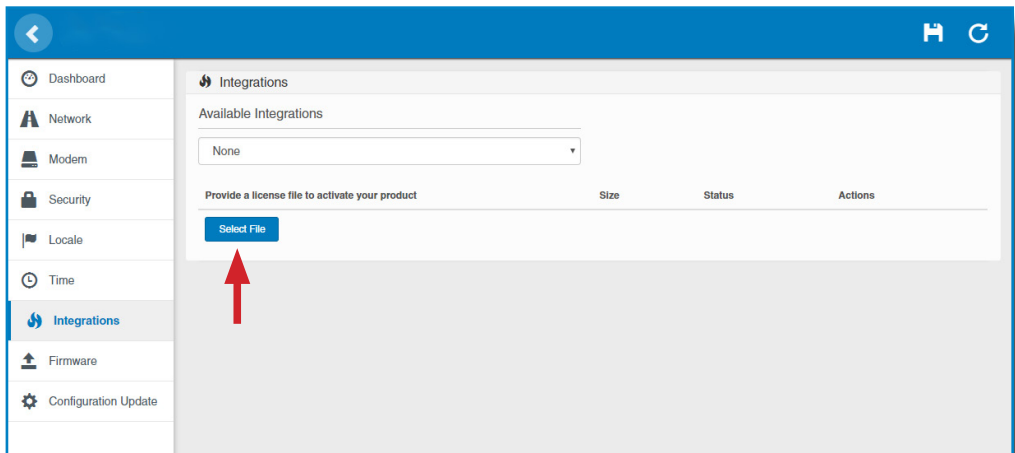 Dashboard
Network
Modem
Security
Locale
Time
Integrations
Firmware
Configuration Update
Integrations
Available Integrations
None
Provide a license file to activate your product Size Status Actions
Select File